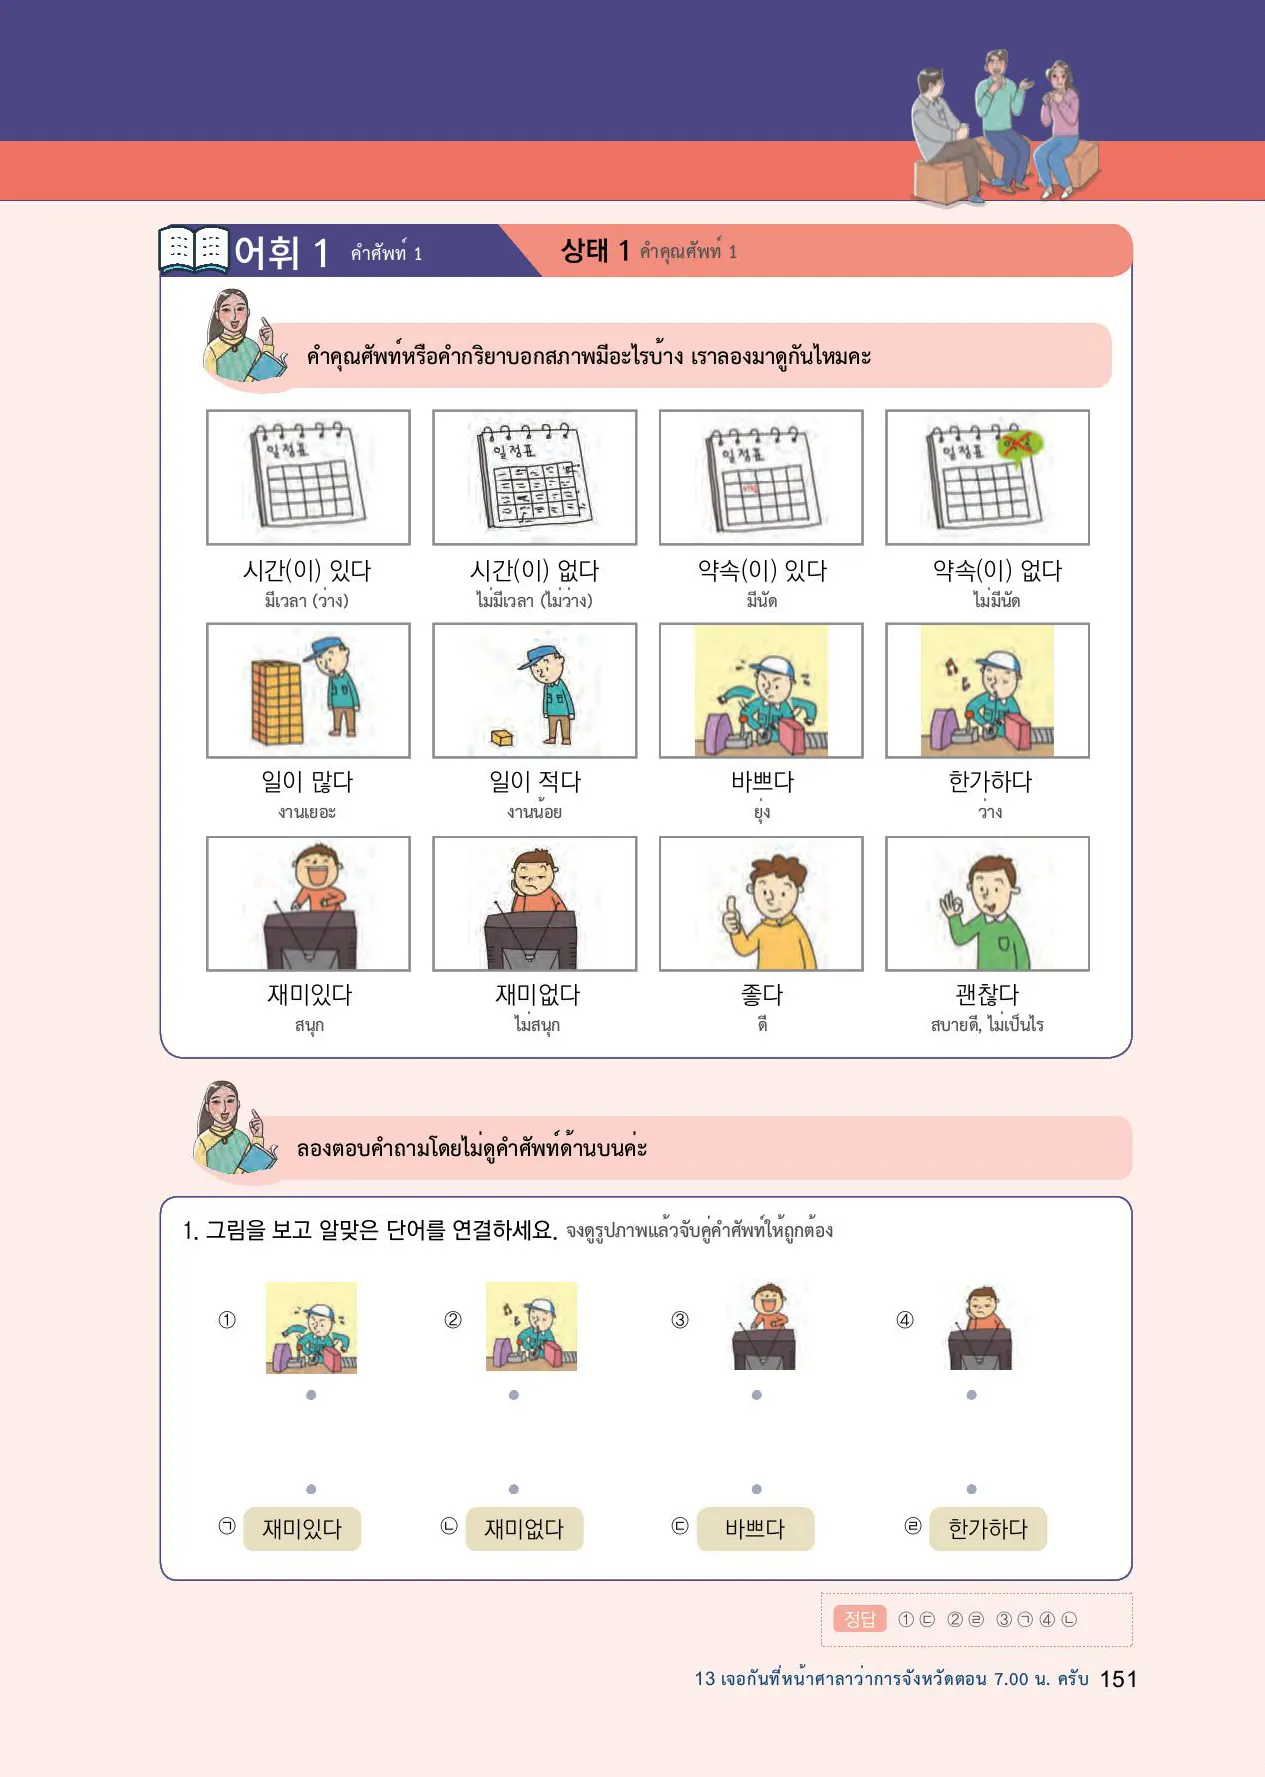 어휘 1 คำศัพท์ 1
상태 1 คำคุณศัพท์ 1
คำคุณศัพท์หรือคำกริยาบอกสภาพมีอะไรบ้าง เราลองมาดูกันไหมคะ
일정표 일정표 일정표 일정표
시간(이) 있다 시간(이) 없다 약속(이) 있다 약속(이) 없다
มีเวลา (ว่าง) ไม่มีเวลา (ไม่ว่าง) มีนัด ไม่มีนัด
일이 많다 일이 적다 바쁘다 한가하다
งานเยอะ งานน้อย ยุ่ง ว่าง
재미있다 재미없다 좋다 괜찮다
สนุก ไม่สนุก ดี สบายดี, ไม่เป็นไร
ลองตอบคำถามโดยไม่ดูคำศัพท์ด้านบนค่ะ
1. 그림을 보고 알맞은 단어를 연결하세요. จงดูรูปภาพแล้วจับคู่คำศัพท์ให้ถูกต้อง
① ② ③ ④
㉠ 재미있다 ㉡ 재미없다 ㉢ 바쁘다 ㉣ 한가하다
정답 ①㉢ ②㉣ ③㉠ ④㉡
13 เจอกันที่หน้าศาลาว่าการจังหวัดตอน 7.00 น. ครับ 151